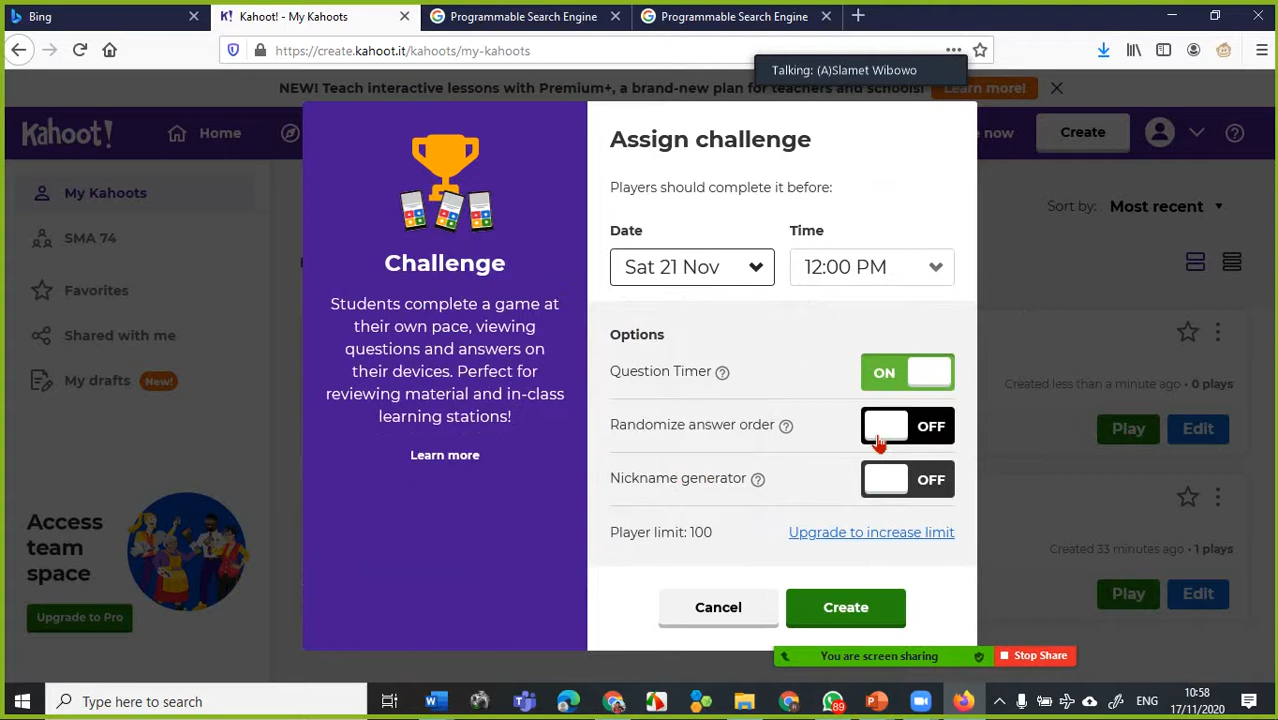 Bing
Kahoot! - My Kahoots
Programmable Search Engine
Programmable Search Engine
https://create.kahoot.it/kahoots/my-kahoots
Talking: (A)Slamet Wibowo
NEW! Teach interactive lessons with Premium+, a brand-new plan for teachers and schools!
Learn more!
Kahoot!
Home
now
Create
My Kahoots
SMA 74
Favorites
Shared with me
My drafts
New!
Access
team
space
Upgrade to Pro
Challenge
Students complete a game at
their own pace, viewing
questions and answers on
their devices. Perfect for
reviewing material and in-class
learning stations!
Learn more
Assign challenge
Players should complete it before:
Date
Time
Sat 21 Nov
12:00 PM
Options
Question Timer
ON
Randomize answer order
OFF
Nickname generator
OFF
Player limit: 100
Upgrade to increase limit
Cancel
Create
Sort by: Most recent
Created less than a minute ago • 0 plays
Play
Edit
Created 33 minutes ago • 1 plays
Play
Edit
You are screen sharing
Stop Share
Type here to search
89
ENG
10:58
17/11/2020